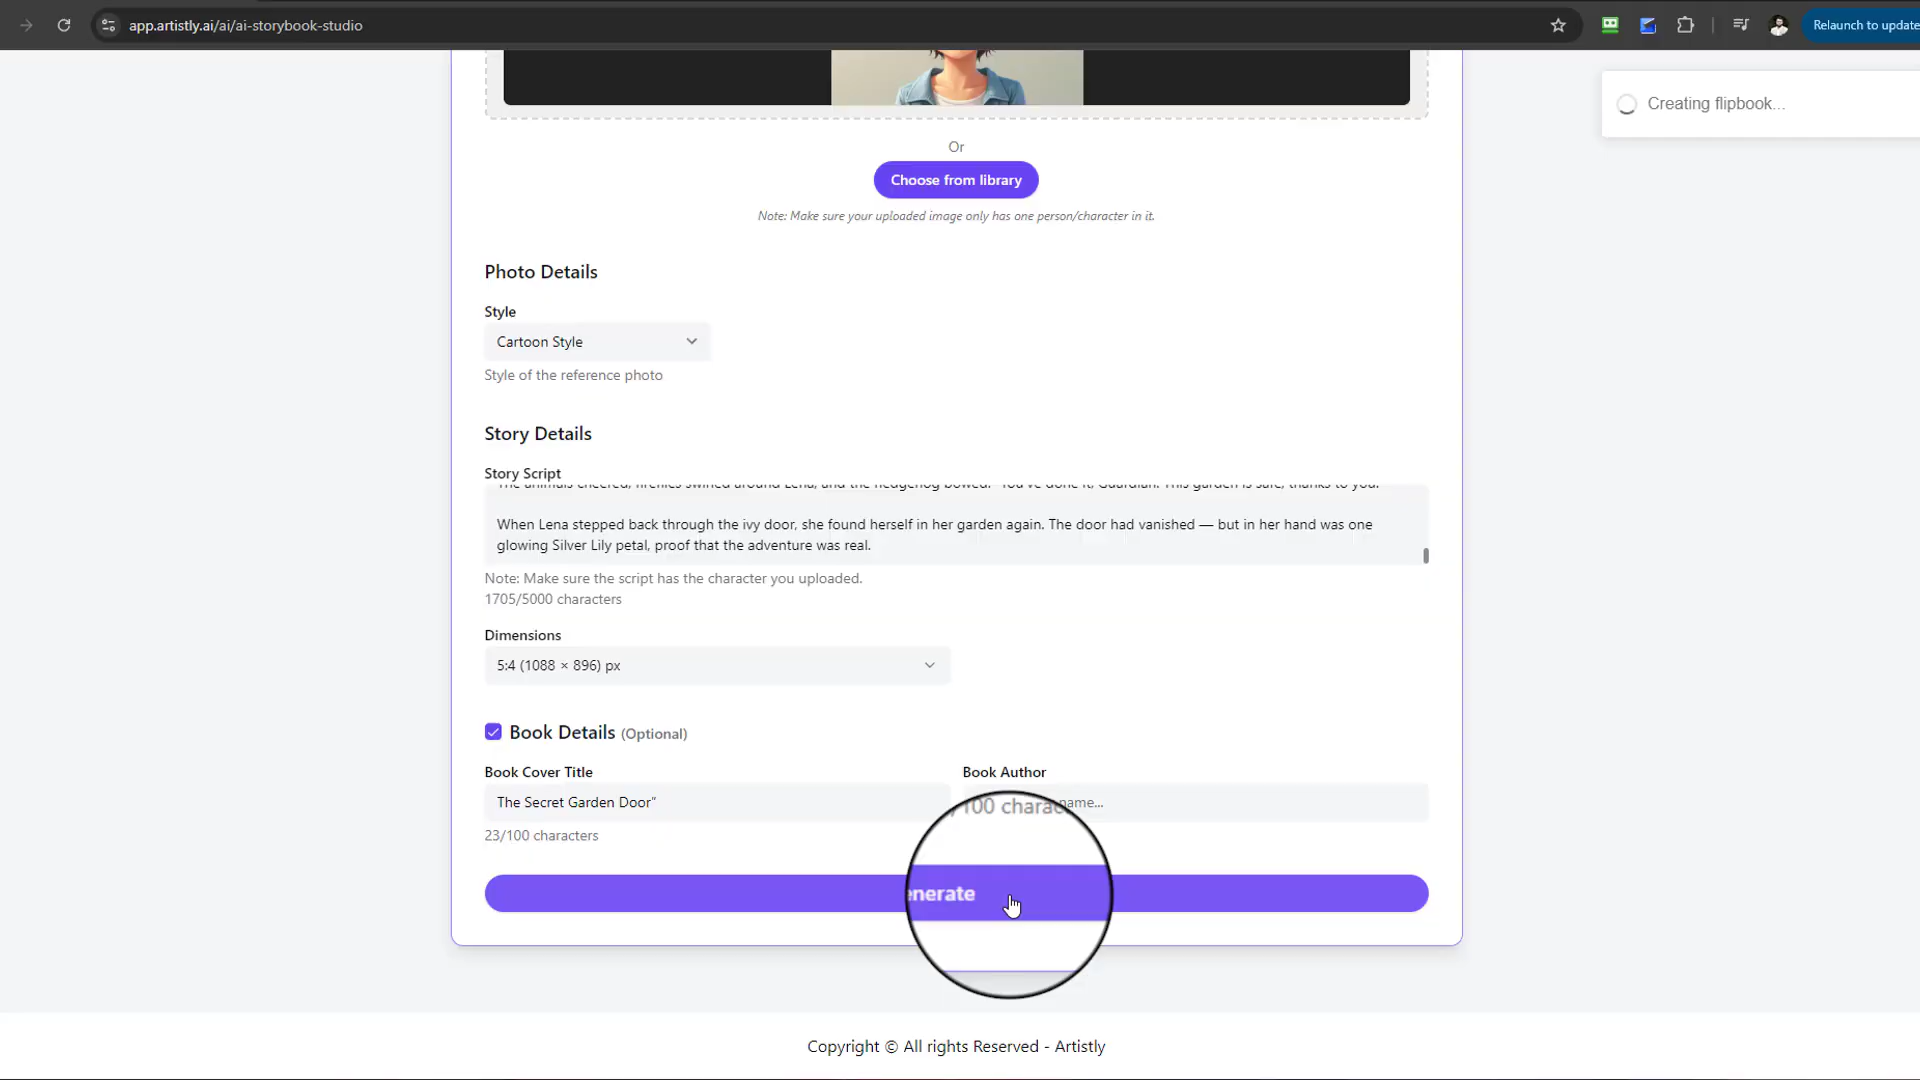 app.artistly.ai/ai/ai-storybook-studio
Relaunch to update
Creating flipbook...
Or
Choose from library
Note: Make sure your uploaded image only has one person/character in it.
Photo Details
Style
Cartoon Style
Style of the reference photo
Story Details
Story Script
The animals cheered, fireflies swirled around Lena, and the hedgehog bowed. "You've done it, Guardian. This garden is safe, thanks to you."
When Lena stepped back through the ivy door, she found herself in her garden again. The door had vanished — but in her hand was one
glowing Silver Lily petal, proof that the adventure was real.
Note: Make sure the script has the character you uploaded.
1705/5000 characters
Dimensions
5:4 (1088 × 896) px
Book Details (Optional)
Book Cover Title
Book Author
The Secret Garden Door"
name...
/100 charac
23/100 characters
enerate
Copyright © All rights Reserved - Artistly